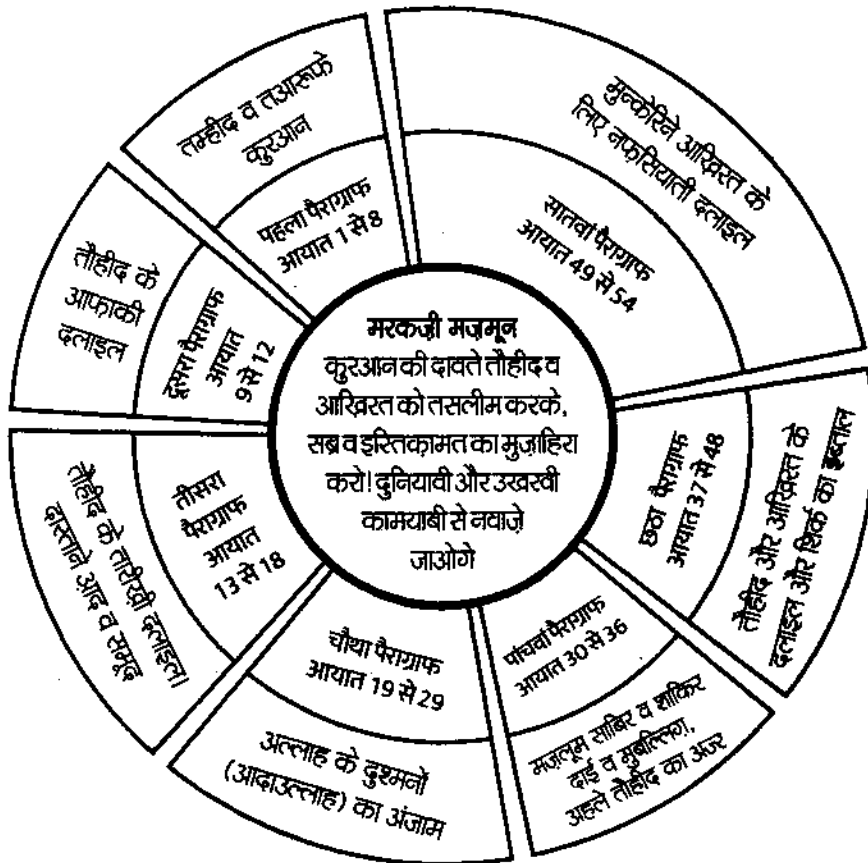 मरकज़ी मज़मून
कुरआन की दावते तौहीद व
आख़िरत को तसलीम करके,
सब्र व इस्तिक़ामत का मुज़ाहिरा
करो! दुनियावी और उखरवी
कामयाबी से नवाज़े
जाओगे
तम्हीद व तआरूफे
कुरआन
पहला पैराग्राफ
आयात 1 से 8
तौहीद के
आफ़ाकी
दलाइल
दूसरा पैराग्राफ
आयात
9 से 12
तौहीद के तारीखी दलाइल।
दास्ताने आद व समूद
तीसरा
पैराग्राफ
आयात
13 से 18
चौथा पैराग्राफ
आयात 19 से 29
अल्लाह के दुश्मनों
(आदाउल्लाह) का अंजाम
पांचवां पैराग्राफ
आयात 30 से 36
मज़लूम साबिर व शाकिर
दाई व मुबल्लिग,
अहले तौहीद का अज्र
छठा पैराग्राफ
आयात 37 से 48
तौहीद और आख़िरत के
दलाइल और शिर्क का इब्ताल
मुन्केरिने आख़िरत के
लिए नफ़सियाती दलाइल
सातवां पैराग्राफ
आयात 49 से 54